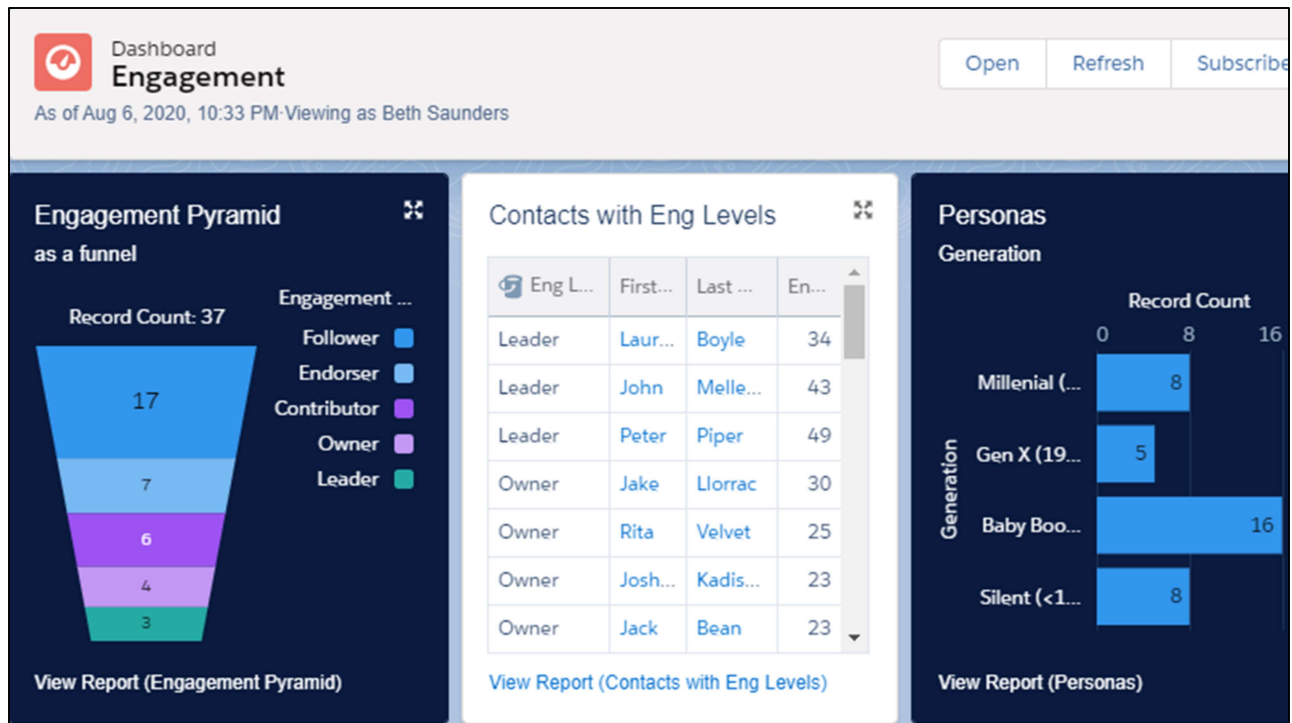 Dashboard
Engagement
As of Aug 6, 2020, 10:33 PM·Viewing as Beth Saunders
Open Refresh Subscribe
Engagement Pyramid
as a funnel
Record Count: 37
Engagement ...
Follower
Endorser
Contributor
Owner
Leader
17
7
6
4
3
View Report (Engagement Pyramid)
Contacts with Eng Levels
Eng L... First... Last ... En...
Leader Laur... Boyle 34
Leader John Melle... 43
Leader Peter Piper 49
Owner Jake Llorrac 30
Owner Rita Velvet 25
Owner Josh... Kadis... 23
Owner Jack Bean 23
View Report (Contacts with Eng Levels)
Personas
Generation
Record Count
0 8 16
Generation
Millenial (... 8
Gen X (19... 5
Baby Boo... 16
Silent (<1... 8
View Report (Personas)